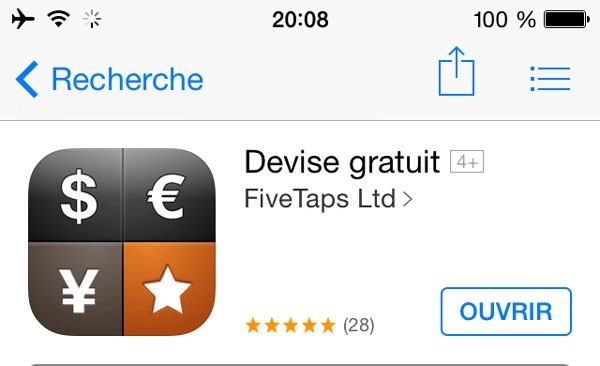 20:08 100 %
Recherche
Devise gratuit 4+
FiveTaps Ltd
$ €
¥
(28) OUVRIR